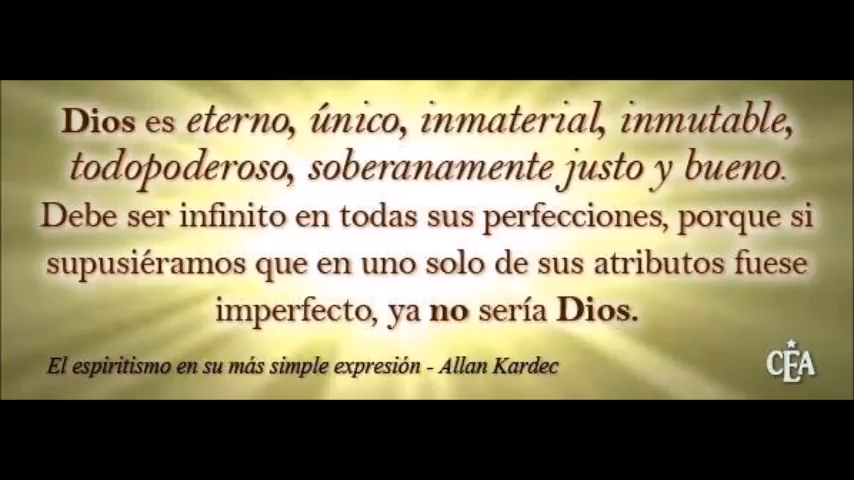 Dios es eterno, único, inmaterial, inmutable,
todopoderoso, soberanamente justo y bueno.
Debe ser infinito en todas sus perfecciones, porque si
supusiéramos que en uno solo de sus atributos fuese
imperfecto, ya no sería Dios.
El espiritismo en su más simple expresión - Allan Kardec
CEA